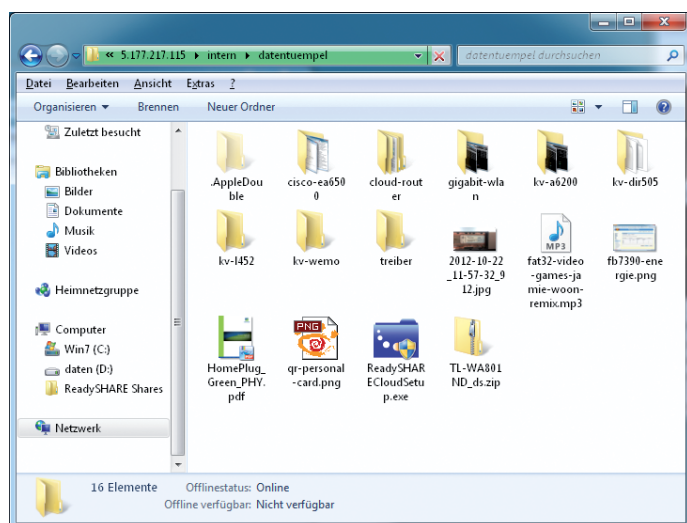 « 5.177.217.115 ▸ intern ▸ datentuempel
datentuempel durchsuchen
Datei Bearbeiten Ansicht Extras ?
Organisieren Brennen Neuer Ordner
Zuletzt besucht
Bibliotheken
Bilder
Dokumente
Musik
Videos
Heimnetzgruppe
Computer
Win7 (C:)
daten (D:)
ReadySHARE Shares
Netzwerk
.AppleDou
ble
cisco-ea650
0
cloud-rout
er
gigabit-wla
n
kv-a6200
kv-dir505
kv-l452
kv-wemo
treiber
2012-10-22
_11-57-32_9
12.jpg
MP3
fat32-video
-games-ja
mie-woon-
remix.mp3
fb7390-ene
rgie.png
HomePlug_
Green_PHY.
pdf
PNG
qr-personal
-card.png
ReadySHAR
ECloudSetu
p.exe
TL-WA801
ND_ds.zip
16 Elemente Offlinestatus: Online
Offline verfügbar: Nicht verfügbar